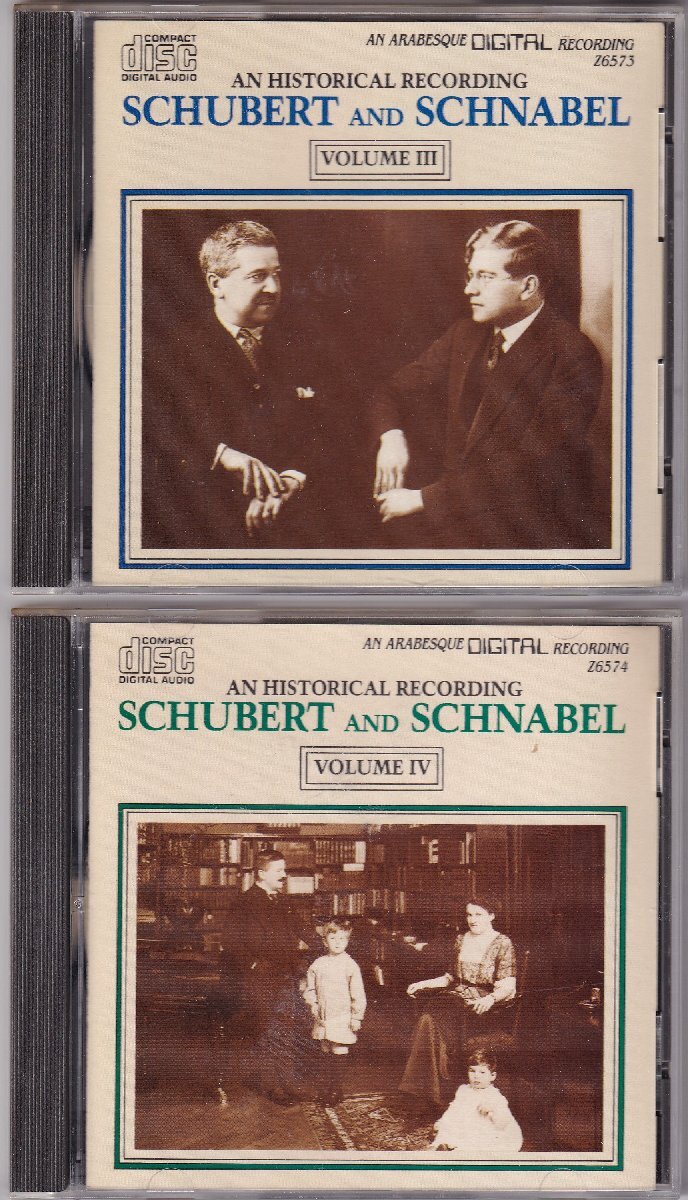 COMPACT
disc
DIGITAL AUDIO
AN ARABESQUE DIGITAL RECORDING
Z6573
AN HISTORICAL RECORDING
SCHUBERT AND SCHNABEL
VOLUME III
COMPACT
disc
DIGITAL AUDIO
AN ARABESQUE DIGITAL RECORDING
Z6574
AN HISTORICAL RECORDING
SCHUBERT AND SCHNABEL
VOLUME IV